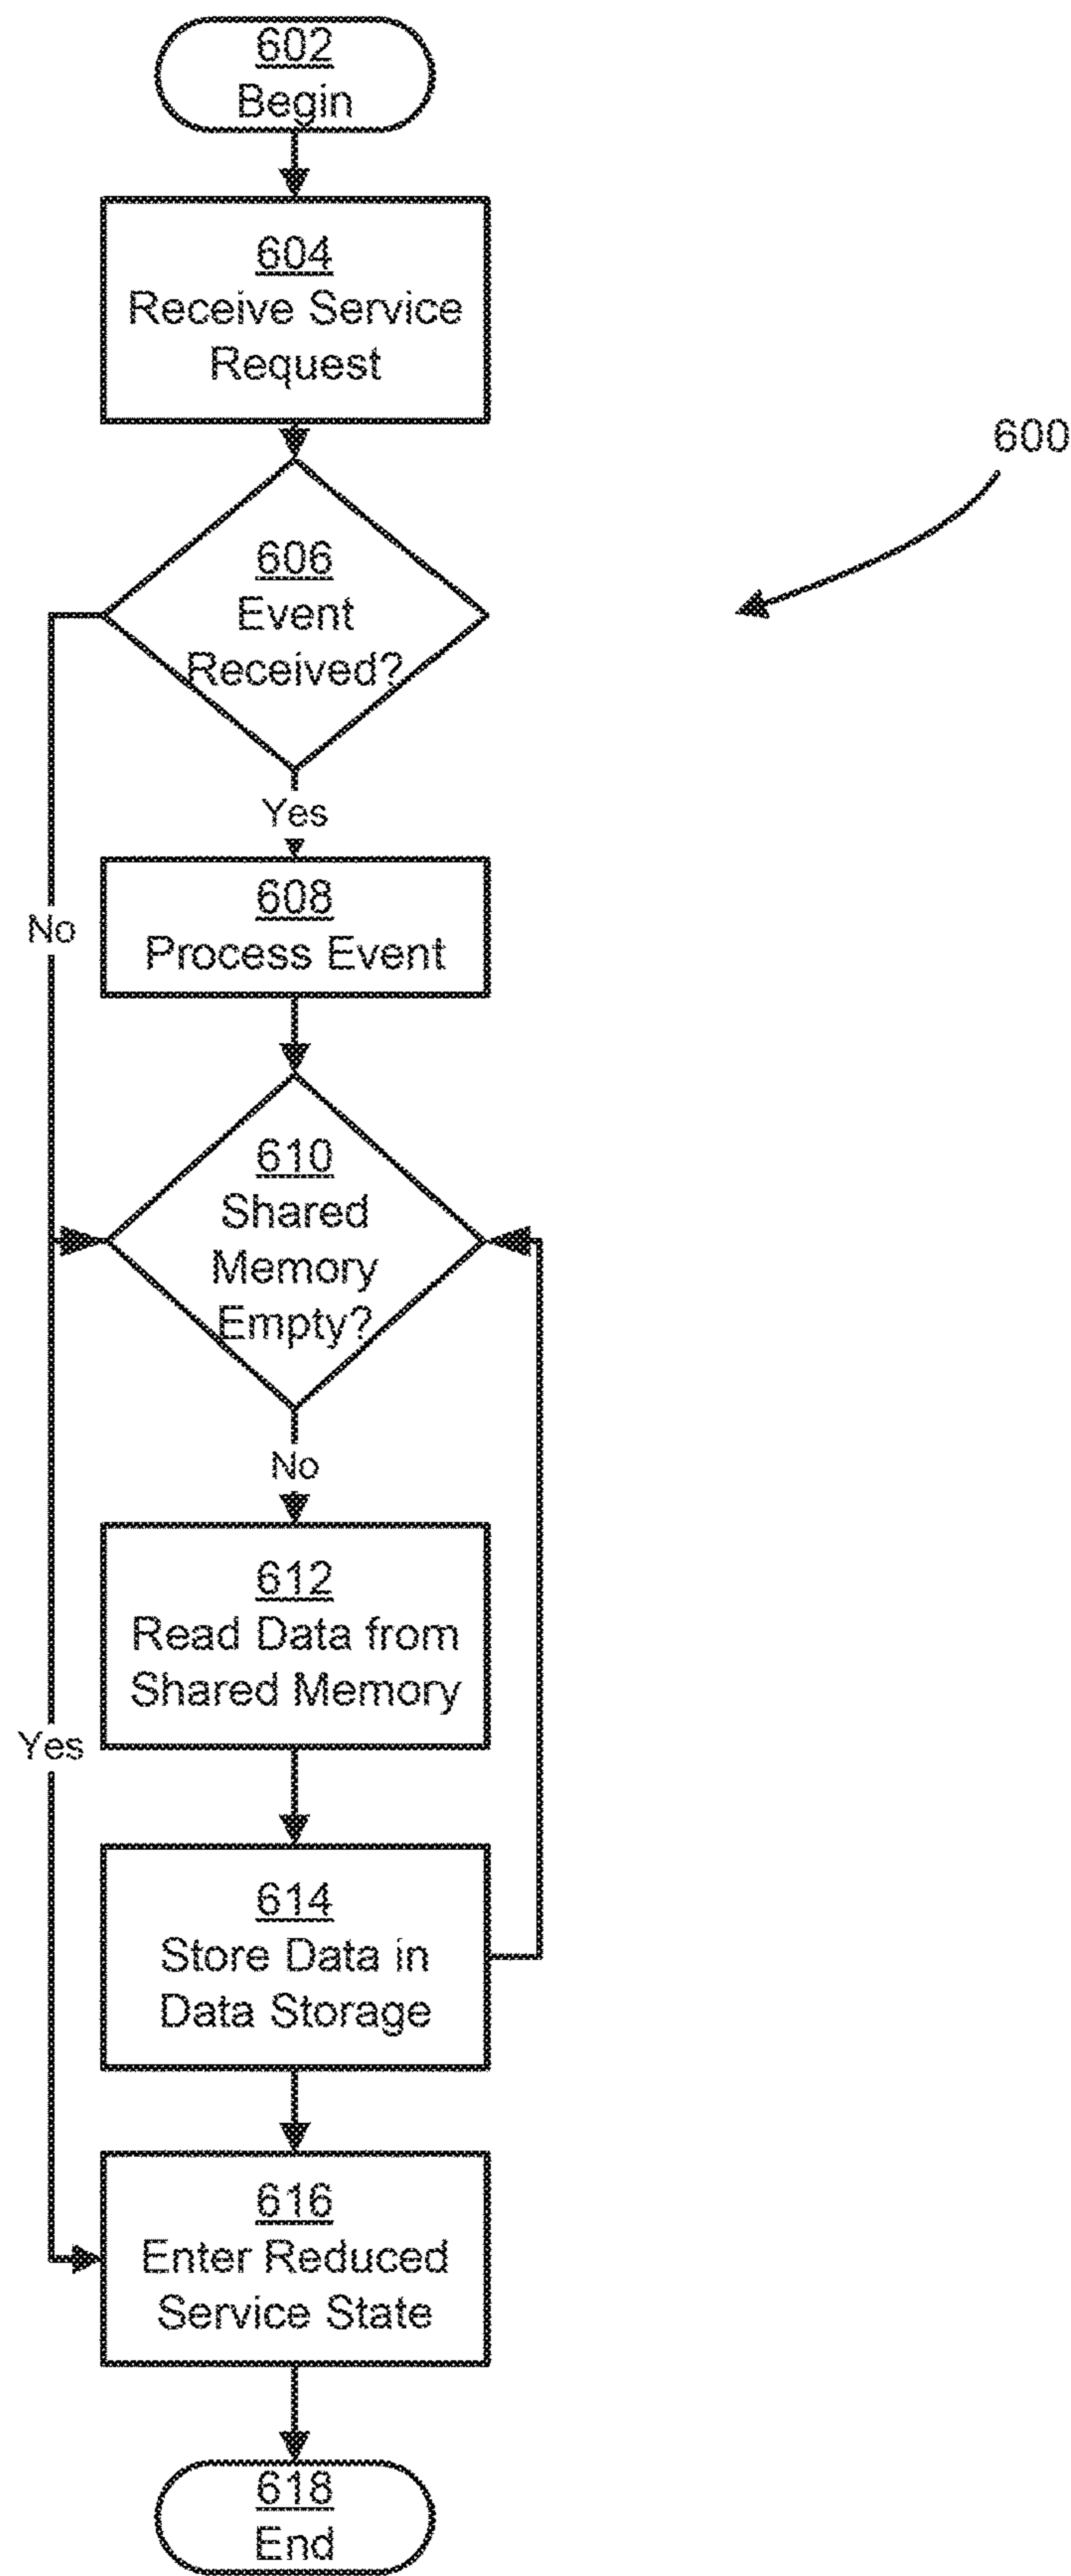 602
Begin
604
Receive Service
Request
600
606
Event
Received?
Yes
608
Process Event
No
610
Shared
Memory
Empty?
No
612
Read Data from
Shared Memory
Yes
614
Store Data in
Data Storage
616
Enter Reduced
Service State
618
End